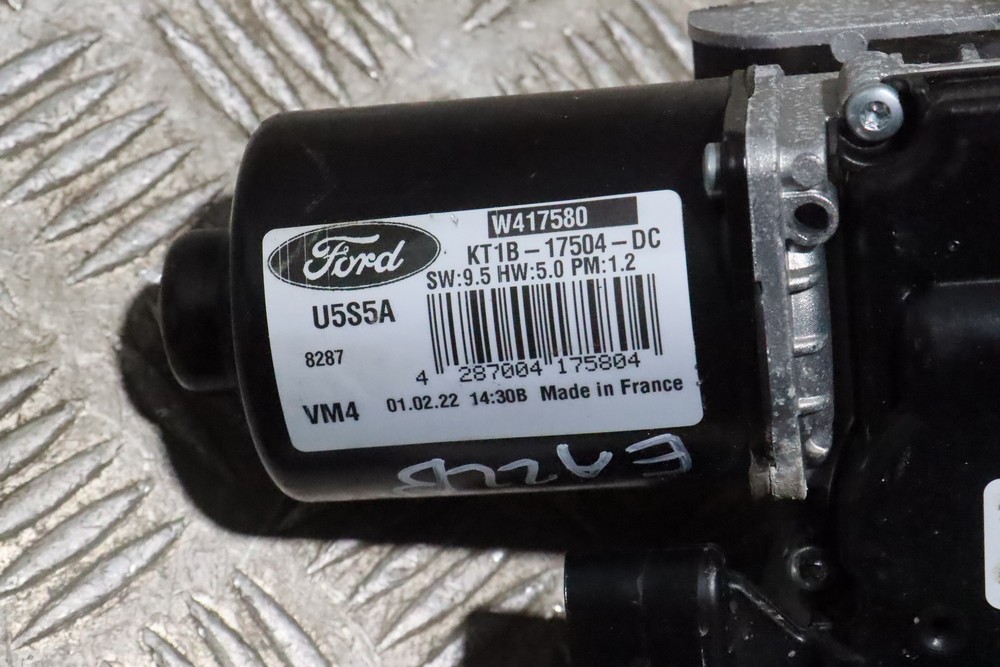 Ford
W417580
KT1B-17504-DC
SW:9.5 HW:5.0 PM:1.2
U5S5A
8287
4 287004 175804
VM4
01.02.22 14:30B Made in France